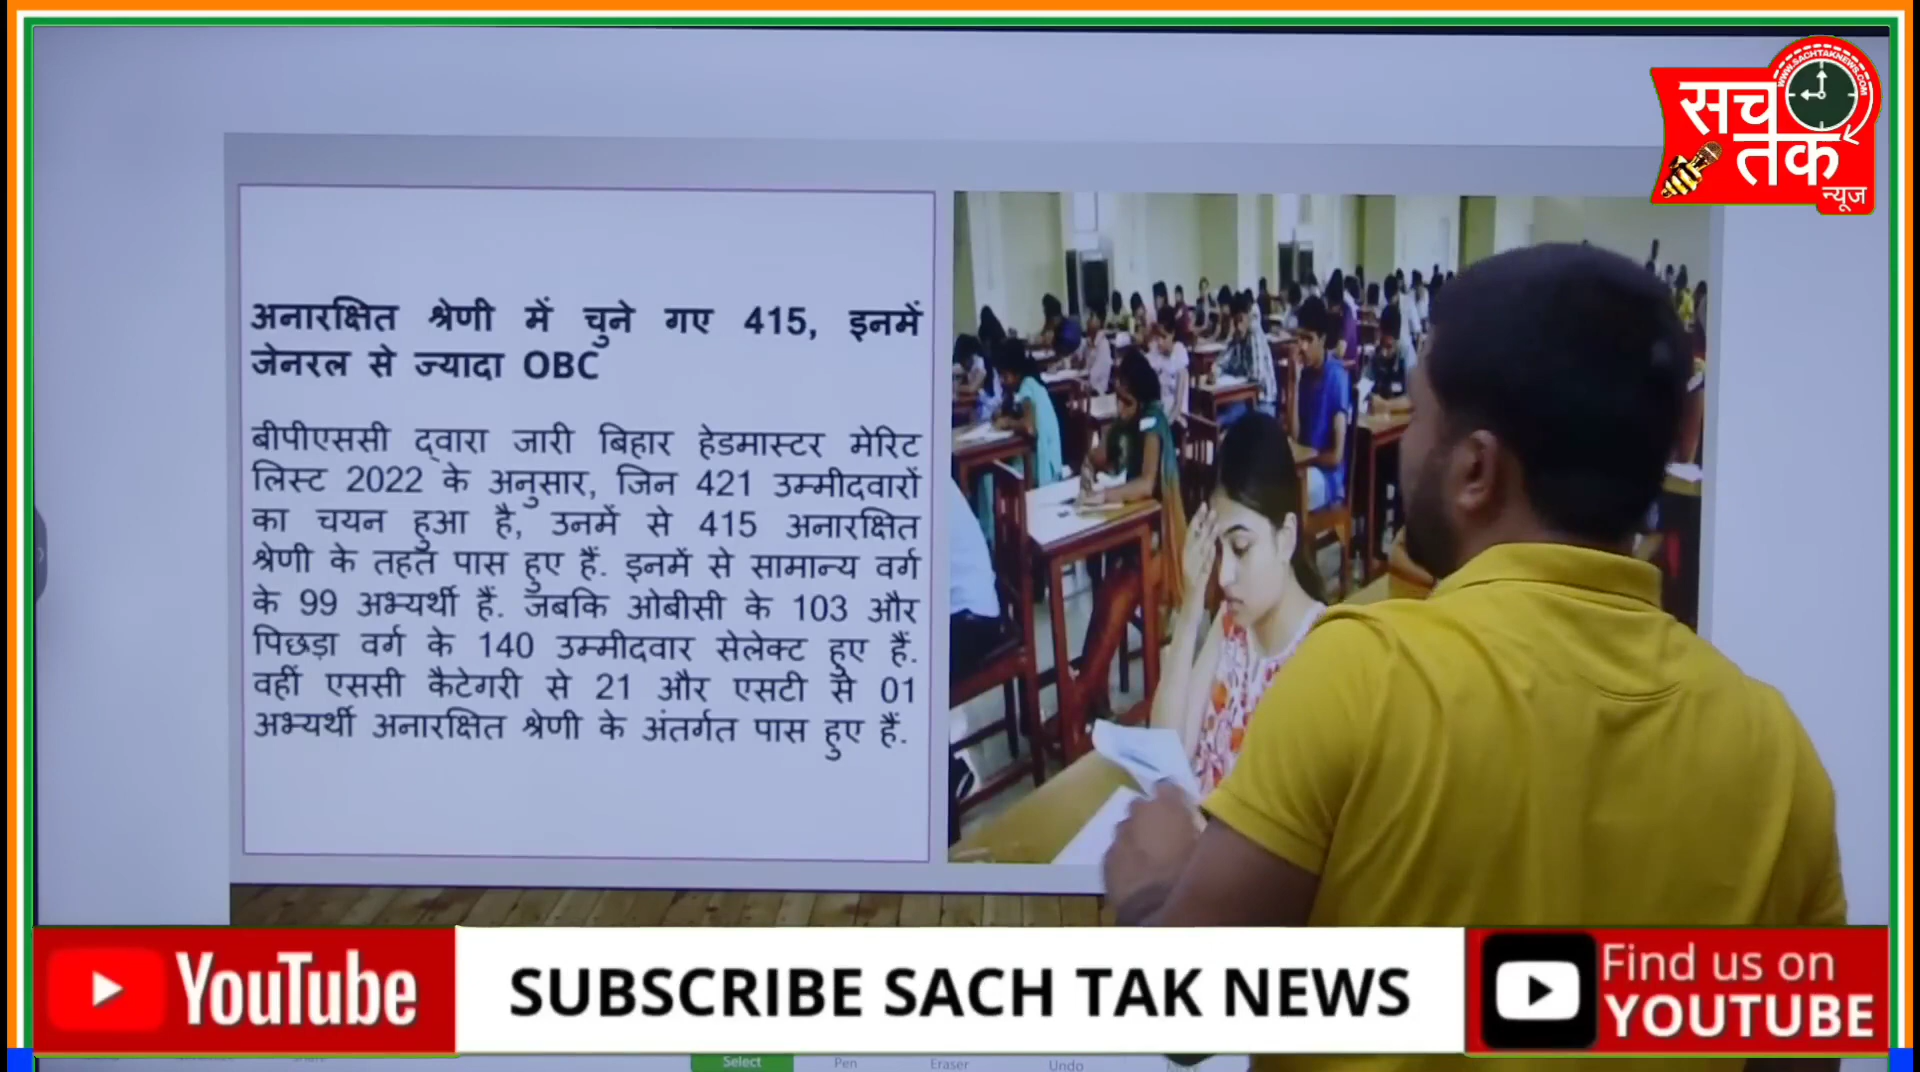 WWW.SACHTAKNEWS.COM
सच
तक
न्यूज
अनारक्षित श्रेणी में चुने गए 415, इनमें
जेनरल से ज्यादा OBC
बीपीएससी द्वारा जारी बिहार हेडमास्टर मेरिट
लिस्ट 2022 के अनुसार, जिन 421 उम्मीदवारों
का चयन हुआ है, उनमें से 415 अनारक्षित
श्रेणी के तहत पास हुए हैं. इनमें से सामान्य वर्ग
के 99 अभ्यर्थी हैं. जबकि ओबीसी के 103 और
पिछड़ा वर्ग के 140 उम्मीदवार सेलेक्ट हुए हैं.
वहीं एससी कैटेगरी से 21 और एसटी से 01
अभ्यर्थी अनारक्षित श्रेणी के अंतर्गत पास हुए हैं.
YouTube
SUBSCRIBE SACH TAK NEWS
Find us on
YOUTUBE
Select Pen Eraser Undo